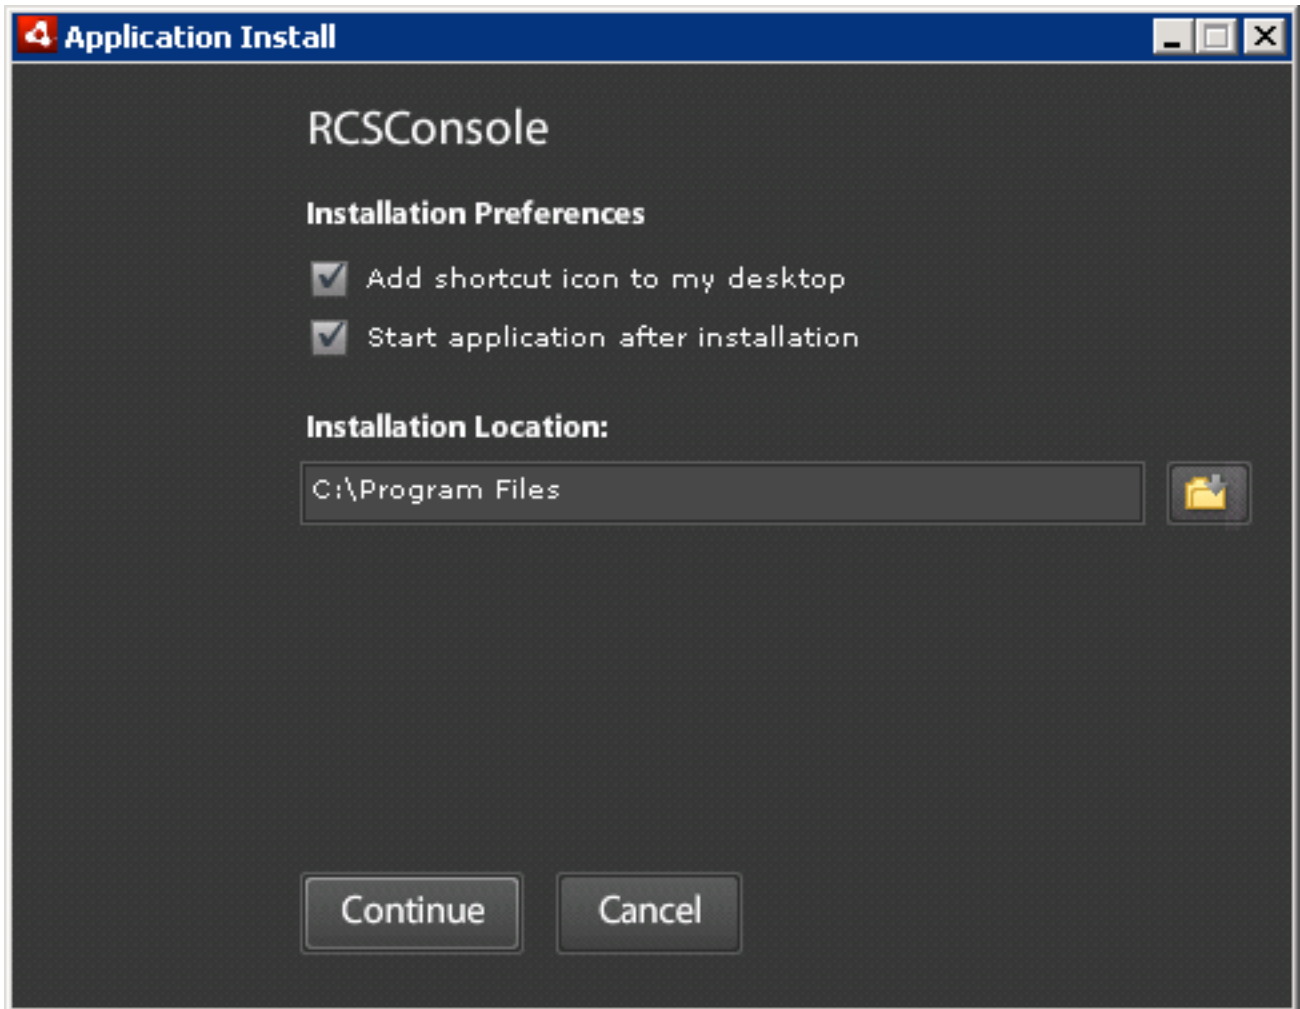 Application Install
RCSConsole
Installation Preferences
Add shortcut icon to my desktop
Start application after installation
Installation Location:
C:\Program Files
Continue Cancel